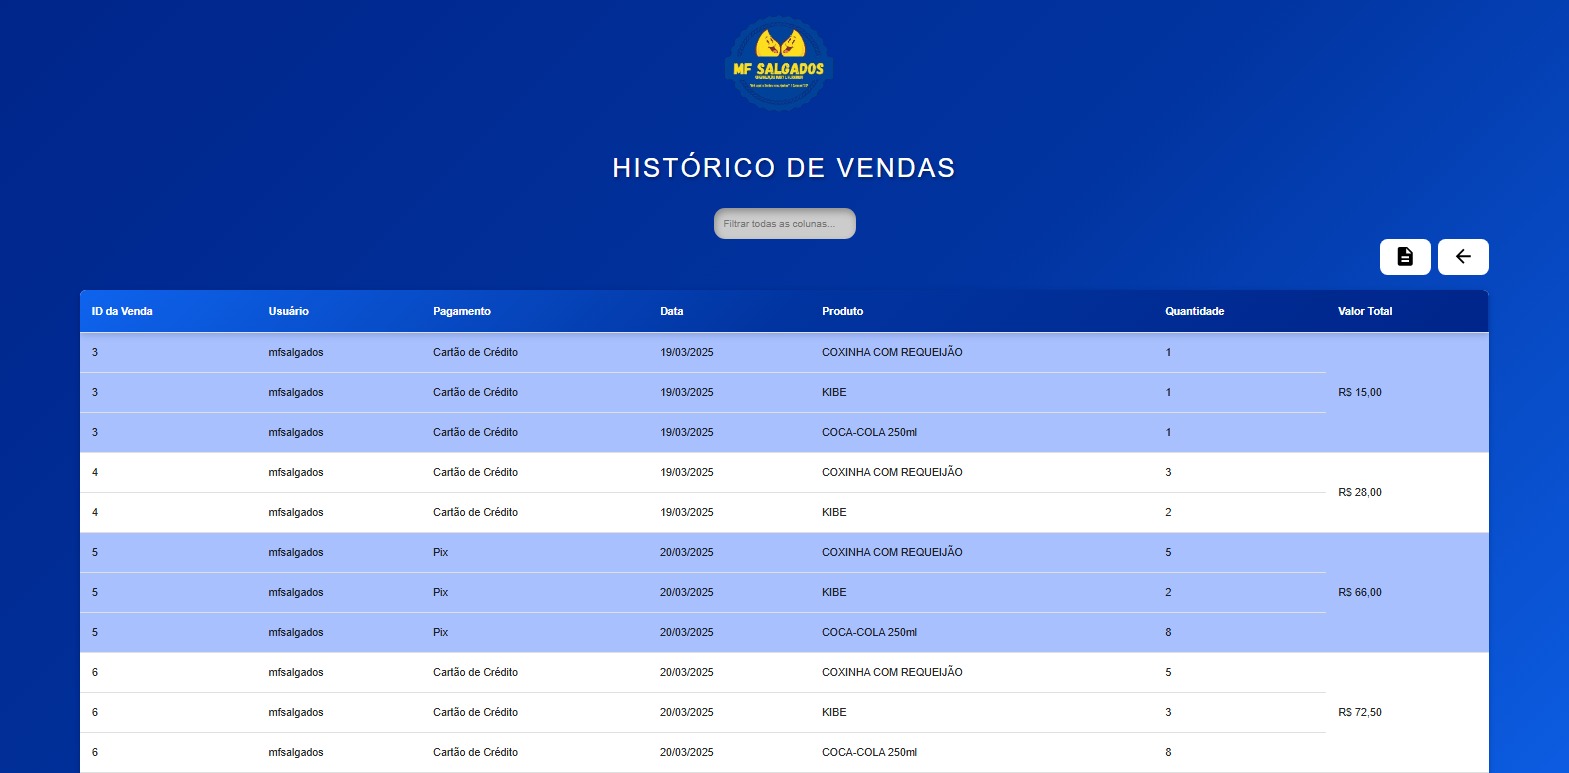 MF SALGADOS
HISTÓRICO DE VENDAS
Filtrar todas as colunas...
ID da Venda Usuário Pagamento Data Produto Quantidade Valor Total
3 mfsalgados Cartão de Crédito 19/03/2025 COXINHA COM REQUEIJÃO 1
3 mfsalgados Cartão de Crédito 19/03/2025 KIBE 1 R$ 15,00
3 mfsalgados Cartão de Crédito 19/03/2025 COCA-COLA 250ml 1
4 mfsalgados Cartão de Crédito 19/03/2025 COXINHA COM REQUEIJÃO 3
R$ 28,00
4 mfsalgados Cartão de Crédito 19/03/2025 KIBE 2
5 mfsalgados Pix 20/03/2025 COXINHA COM REQUEIJÃO 5
5 mfsalgados Pix 20/03/2025 KIBE 2 R$ 66,00
5 mfsalgados Pix 20/03/2025 COCA-COLA 250ml 8
6 mfsalgados Cartão de Crédito 20/03/2025 COXINHA COM REQUEIJÃO 5
6 mfsalgados Cartão de Crédito 20/03/2025 KIBE 3 R$ 72,50
6 mfsalgados Cartão de Crédito 20/03/2025 COCA-COLA 250ml 8